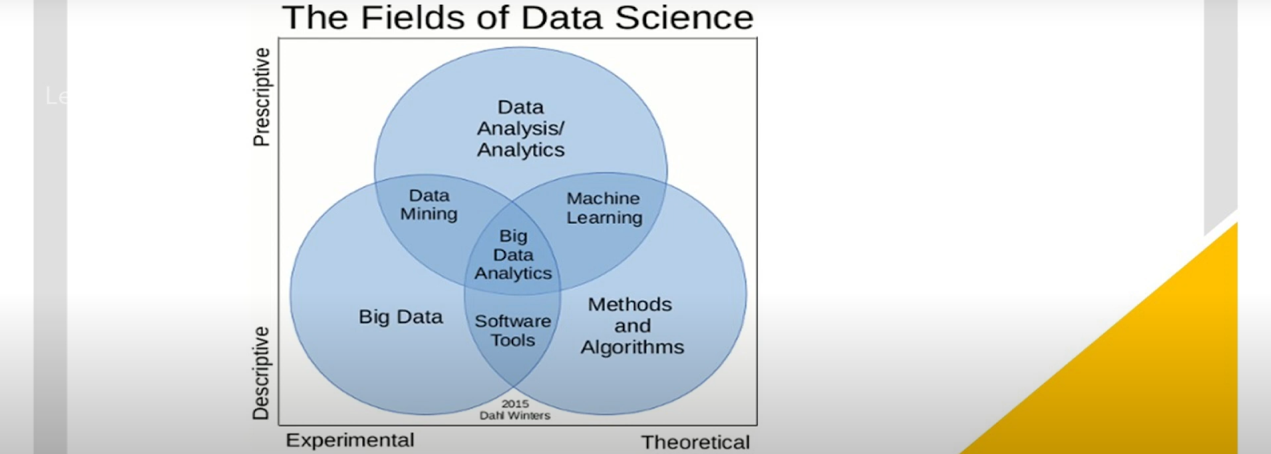 The Fields of Data Science
Prescriptive
Data
Analysis/
Analytics
Data
Mining
Machine
Learning
Big
Data
Analytics
Big Data
Software
Tools
Methods
and
Algorithms
Descriptive
2015
Dahl Winters
Experimental
Theoretical